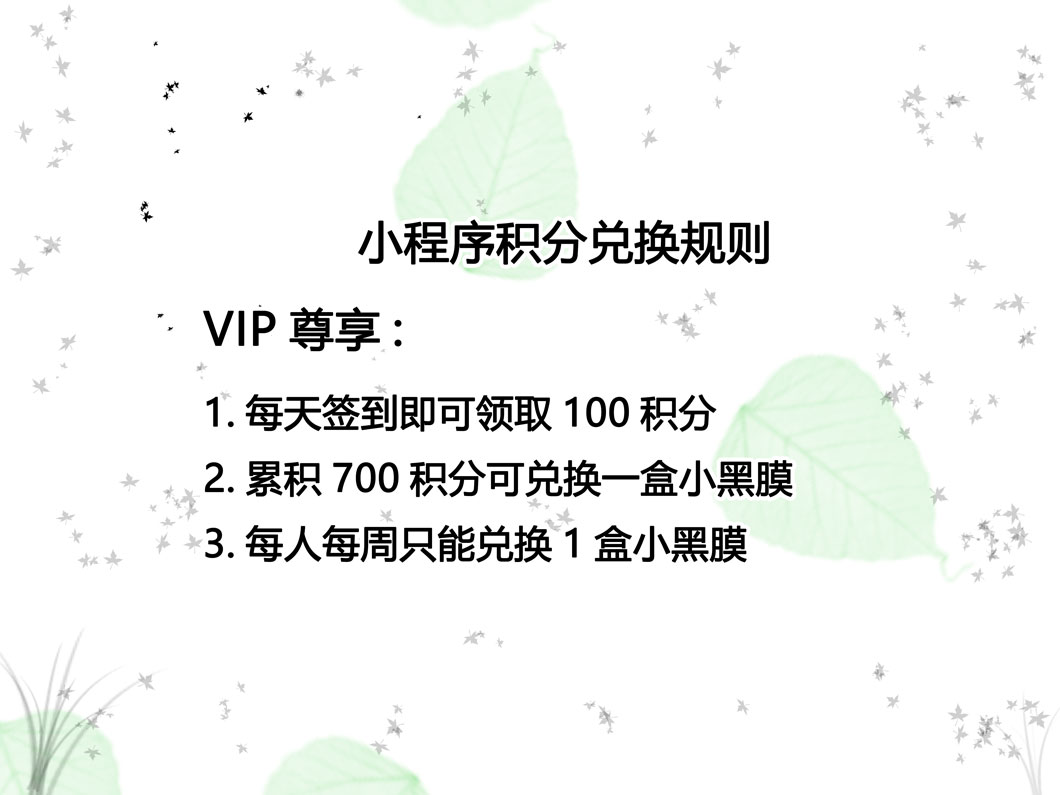 小程序积分兑换规则
VIP 尊享 :
1. 每天签到即可领取 100 积分
2. 累积 700 积分可兑换一盒小黑膜
3. 每人每周只能兑换 1 盒小黑膜